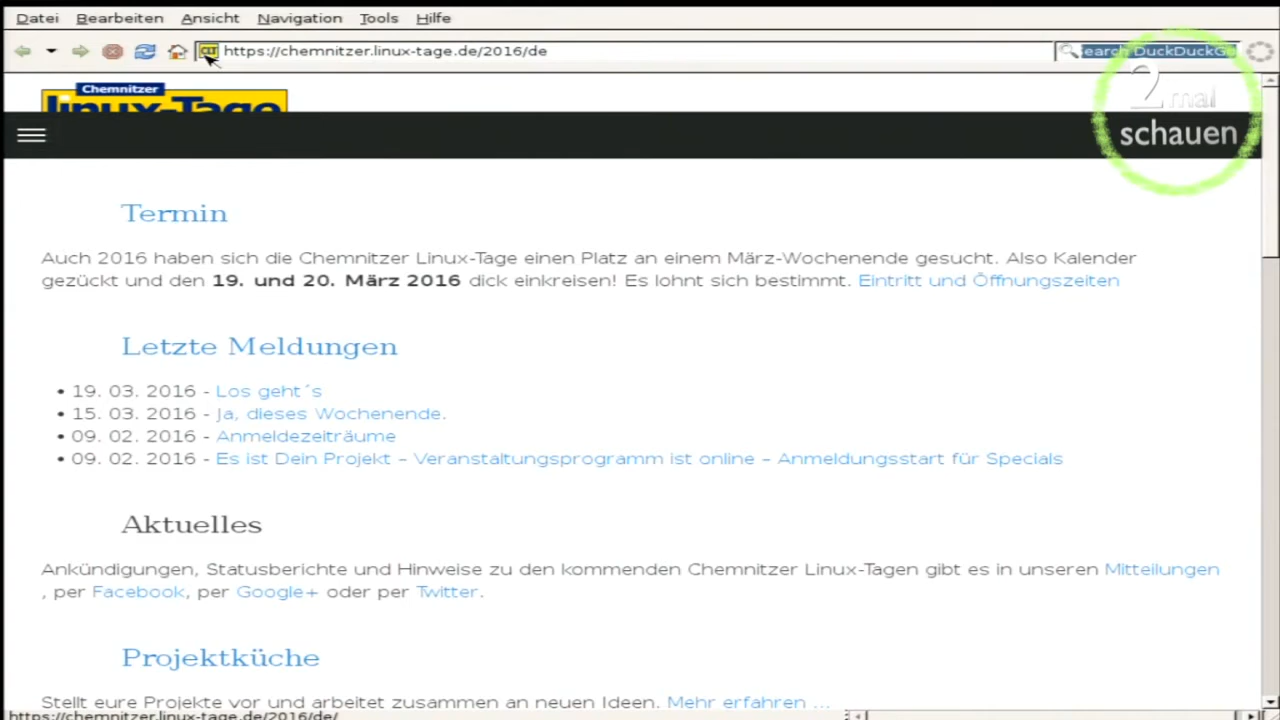 Datei Bearbeiten Ansicht Navigation Tools Hilfe
https://chemnitzer.linux-tage.de/2016/de
earch DuckDuckGo
Chemnitzer
linux-Tage
2 mal
schauen
Termin
Auch 2016 haben sich die Chemnitzer Linux-Tage einen Platz an einem März-Wochenende gesucht. Also Kalender
gezückt und den 19. und 20. März 2016 dick einkreisen! Es lohnt sich bestimmt. Eintritt und Öffnungszeiten
Letzte Meldungen
• 19. 03. 2016 - Los geht´s
• 15. 03. 2016 - Ja, dieses Wochenende.
• 09. 02. 2016 - Anmeldezeiträume
• 09. 02. 2016 - Es ist Dein Projekt – Veranstaltungsprogramm ist online – Anmeldungsstart für Specials
Aktuelles
Ankündigungen, Statusberichte und Hinweise zu den kommenden Chemnitzer Linux-Tagen gibt es in unseren Mitteilungen
, per Facebook, per Google+ oder per Twitter.
Projektküche
Stellt eure Projekte vor und arbeitet zusammen an neuen Ideen. Mehr erfahren ...
https://chemnitzer.linux-tage.de/2016/de/